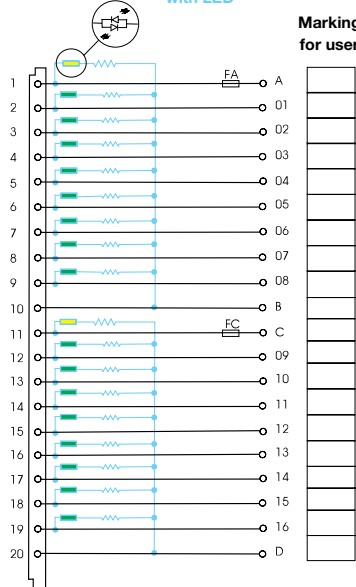 with LED
Marking
for user
FA
1 A
2 01
3 02
4 03
5 04
6 05
7 06
8 07
9 08
10 B
FC
11 C
12 09
13 10
14 11
15 12
16 13
17 14
18 15
19 16
20 D